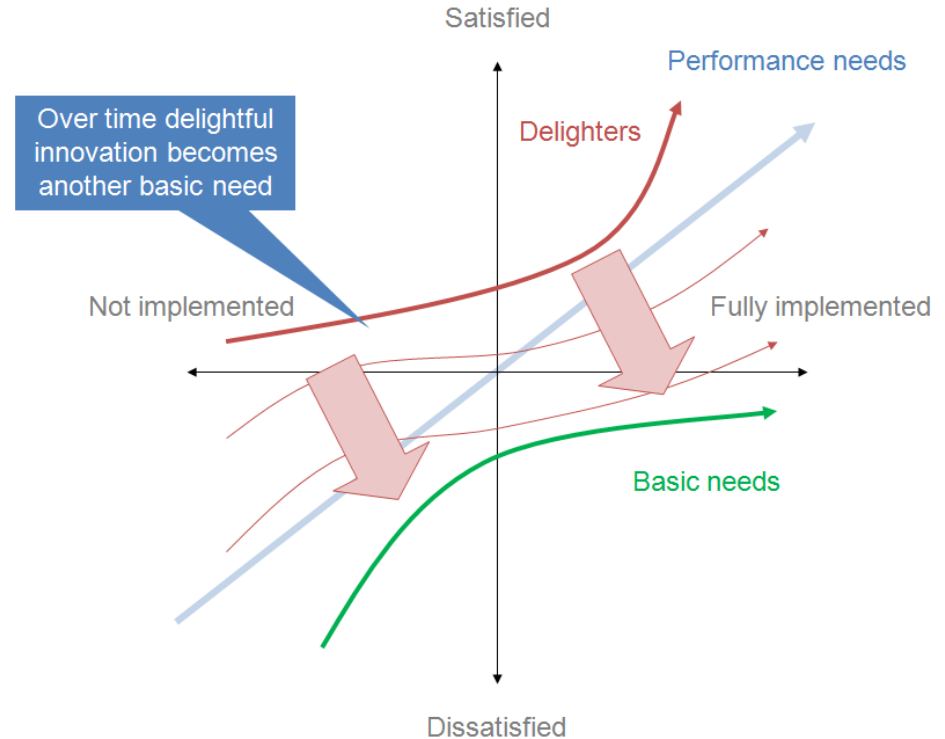 Satisfied
Performance needs
Over time delightful
innovation becomes
another basic need
Delighters
Not implemented
Fully implemented
Basic needs
Dissatisfied